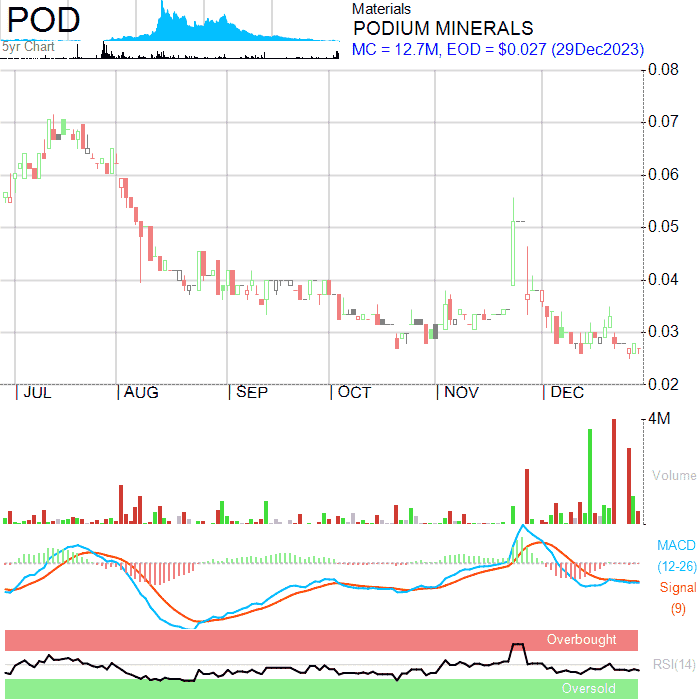 POD
5yr Chart
Materials
PODIUM MINERALS
MC = 12.7M, EOD = $0.027 (29Dec2023)
0.08
0.07
0.06
0.05
0.04
0.03
0.02
JUL AUG SEP OCT NOV DEC
4M
Volume
MACD
(12-26)
Signal
(9)
Overbought
RSI(14)
Oversold